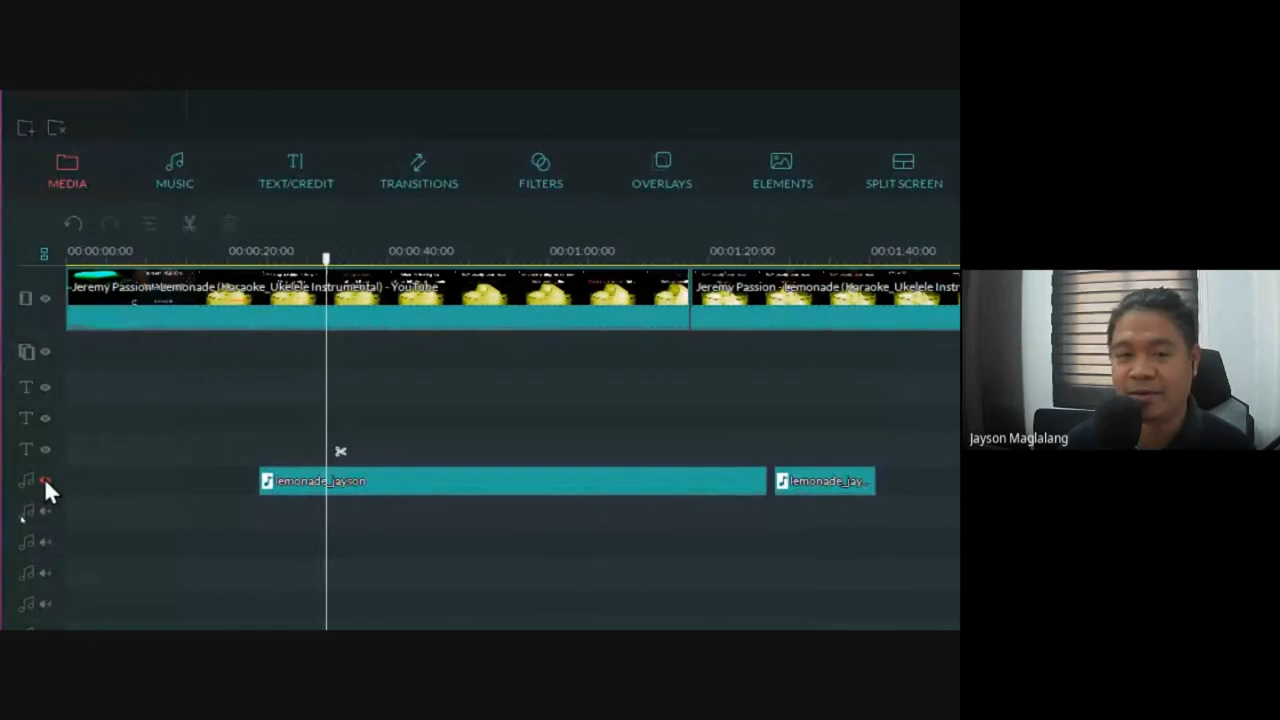 MEDIA
MUSIC
TEXT/CREDIT
TRANSITIONS
FILTERS
OVERLAYS
ELEMENTS
SPLIT SCREEN
00:00:00:00
00:00:20:00
00:00:40:00
00:01:00:00
00:01:20:00
00:01:40:00
Jeremy Passion -Lemonade (Karaoke_Ukelele Instrumental) - YouTube
Jeremy Passion -Lemonade (Karaoke_Ukelele Instr
lemonade_jayson
lemonade_jay...
Jayson Maglalang